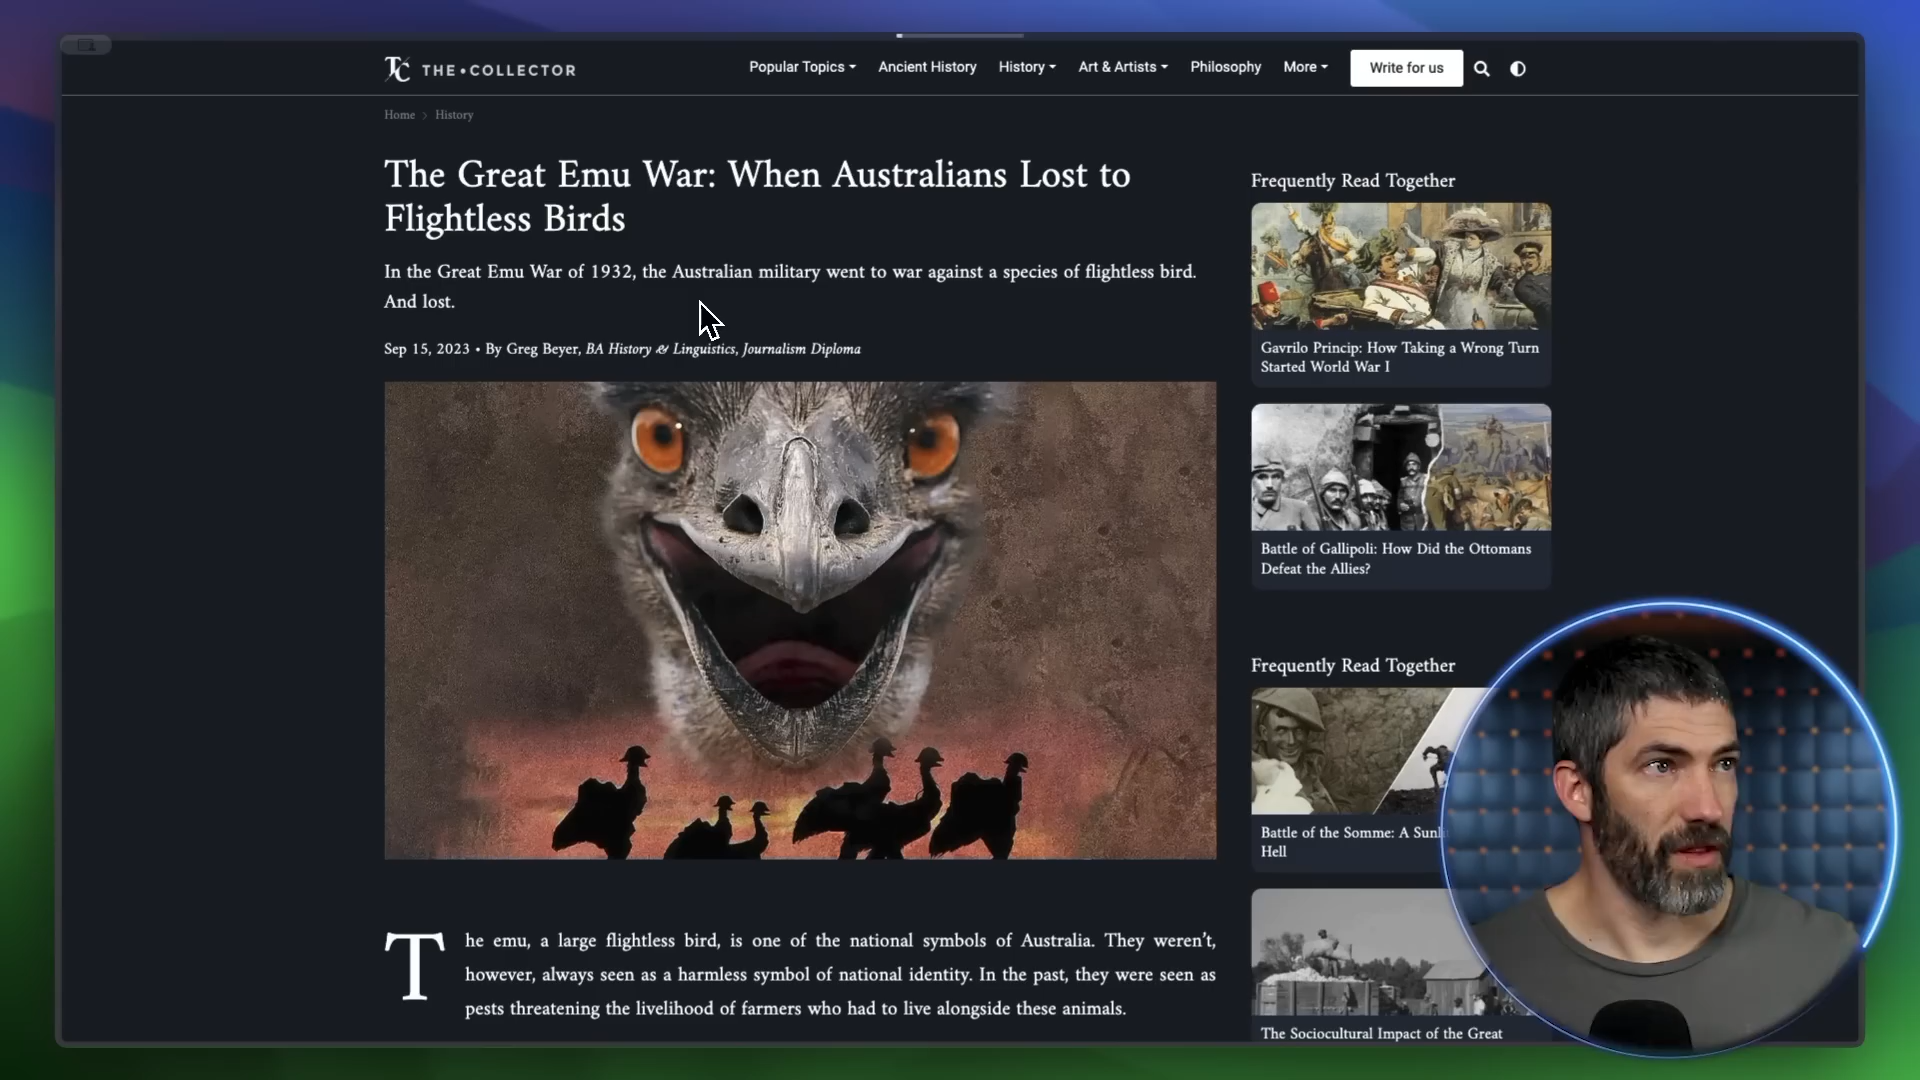 THE•COLLECTOR
Popular Topics
Ancient History
History
Art & Artists
Philosophy
More
Write for us
Home > History
The Great Emu War: When Australians Lost to
Flightless Birds
In the Great Emu War of 1932, the Australian military went to war against a species of flightless bird.
And lost.
Sep 15, 2023 • By Greg Beyer, BA History & Linguistics, Journalism Diploma
The emu, a large flightless bird, is one of the national symbols of Australia. They weren't,
however, always seen as a harmless symbol of national identity. In the past, they were seen as
pests threatening the livelihood of farmers who had to live alongside these animals.
Frequently Read Together
Gavrilo Princip: How Taking a Wrong Turn
Started World War I
Battle of Gallipoli: How Did the Ottomans
Defeat the Allies?
Frequently Read Together
Battle of the Somme: A
Hell
The Sociocultural Impact of the Great